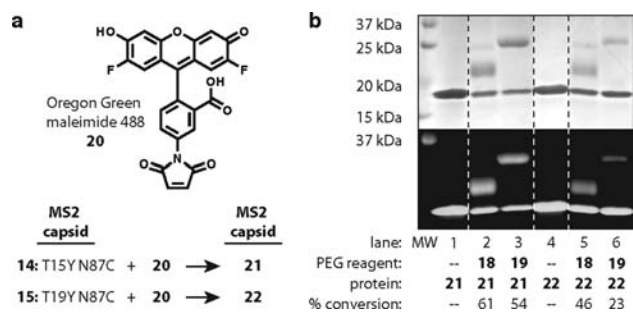 a
HO
O
O
F
F
Oregon Green
maleimide 488
20
O
OH
O
N
O
MS2
capsid
MS2
capsid
14: T15Y N87C + 20 → 21
15: T19Y N87C + 20 → 22
b
37 kDa
25 kDa
20 kDa
15 kDa
37 kDa
lane: MW 1 2 3 4 5 6
PEG reagent: -- 18 19 -- 18 19
protein: 21 21 21 22 22 22
% conversion -- 61 54 -- 46 23